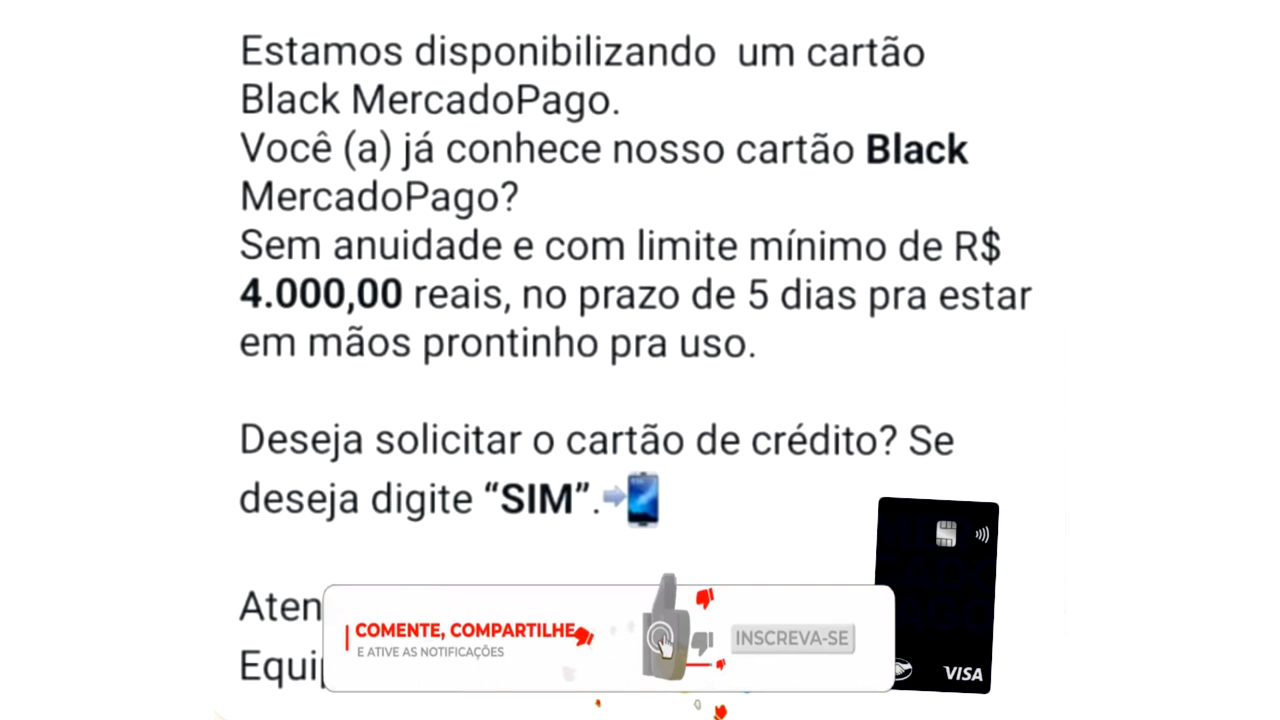 Estamos disponibilizando um cartão
Black MercadoPago.
Você (a) já conhece nosso cartão Black
MercadoPago?
Sem anuidade e com limite mínimo de R$
4.000,00 reais, no prazo de 5 dias pra estar
em mãos prontinho pra uso.
Deseja solicitar o cartão de crédito? Se
deseja digite “SIM”.
Aten
COMENTE, COMPARTILHE
E ATIVE AS NOTIFICAÇÕES
INSCREVA-SE
Equip
VISA